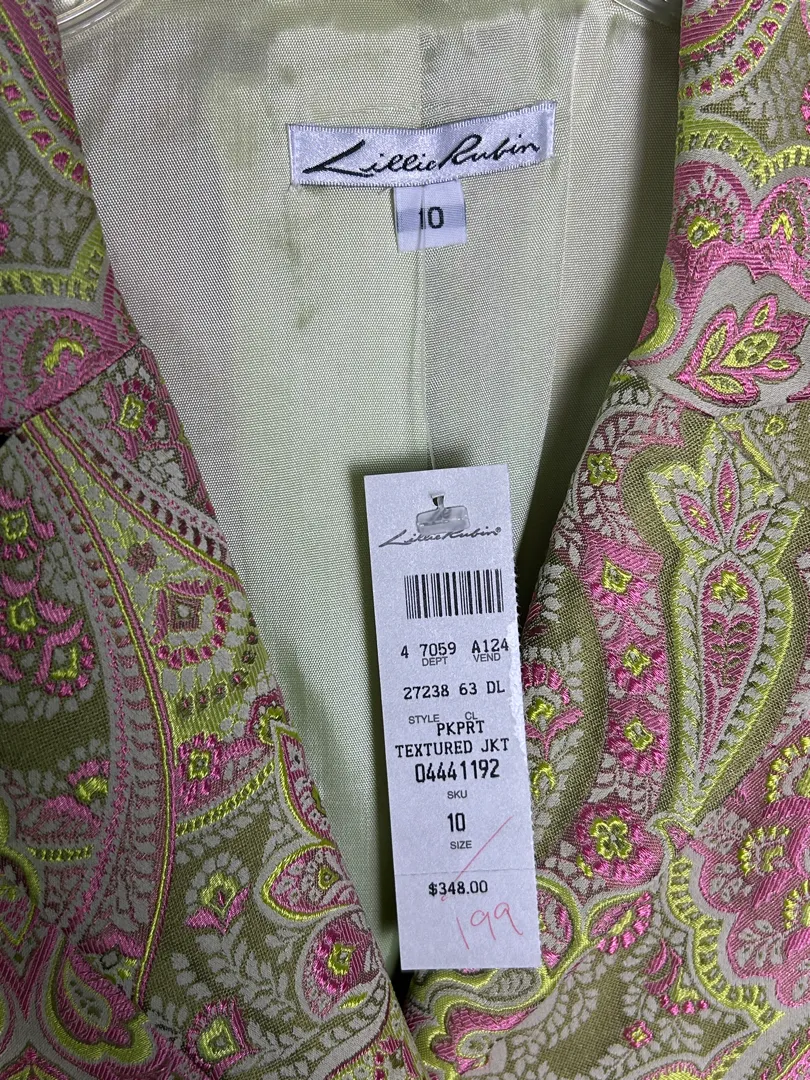 Lillie Rubin
10
Lillie Rubin®
4 7059 A124
DEPT VEND
27238 63 DL
STYLE CL
PKPRT
TEXTURED JKT
04441192
SKU
10
SIZE
$348.00
199